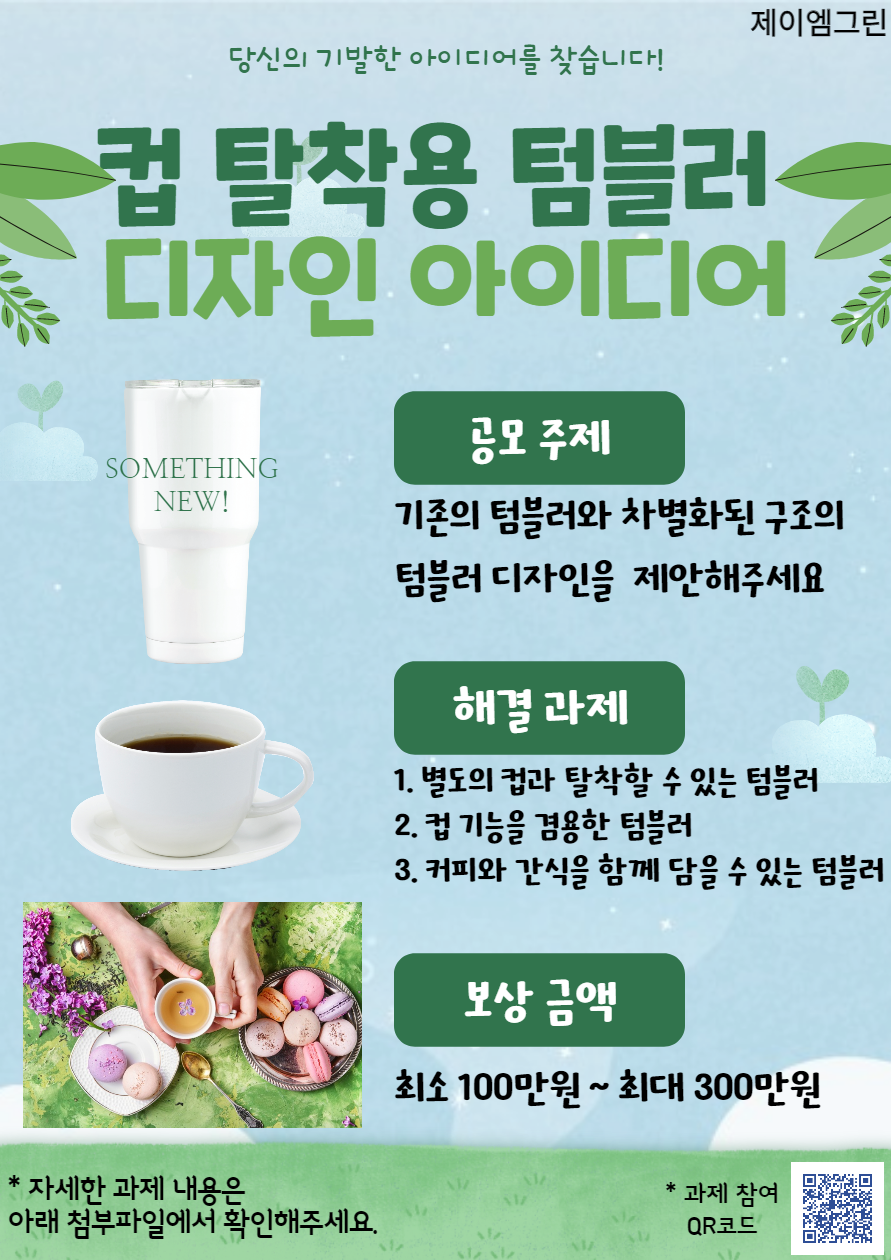 제이엠그린
당신의 기발한 아이디어를 찾습니다!
컵 탈착용 텀블러
디자인 아이디어
SOMETHING
NEW!
공모 주제
기존의 텀블러와 차별화된 구조의
텀블러 디자인을 제안해주세요
해결 과제
1. 별도의 컵과 탈착할 수 있는 텀블러
2. 컵 기능을 겸용한 텀블러
3. 커피와 간식을 함께 담을 수 있는 텀블러
보상 금액
최소 100만원 ~ 최대 300만원
* 자세한 과제 내용은
아래 첨부파일에서 확인해주세요.
* 과제 참여
QR코드